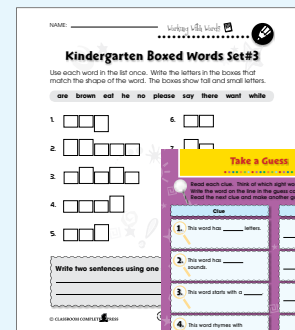 NAME:
Working With Words
Kindergarten Boxed Words Set#3
Use each word in the list once. Write the letters in the boxes that
match the shape of the word. The boxes show tall and small letters.
are brown eat he no please say there want while
1.
6.
2.
7.
3.
4.
5.
Write two sentences using one
© CLASSROOM COMPLETE PRESS
Take a Guess
Read each clue. Think of which sight wo
Write the word on the line in the guess co
Read the next clue and make another g
Clue
1. This word has letters.
2. This word has
sounds.
3. This word starts with a .
4. This word rhymes with